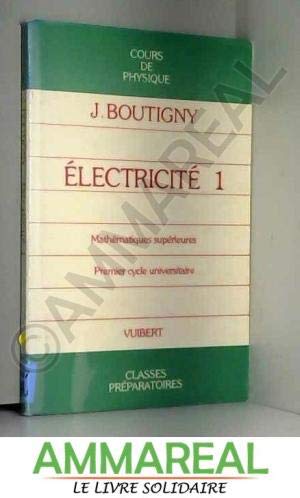 COURS
DE
PHYSIQUE
J. BOUTIGNY
ÉLECTRICITÉ 1
Mathématiques supérieures
Premier cycle universitaire
VUIBERT
CLASSES
PRÉPARATOIRES
©AMMAREAL
AMMAREAL
LE LIVRE SOLIDAIRE